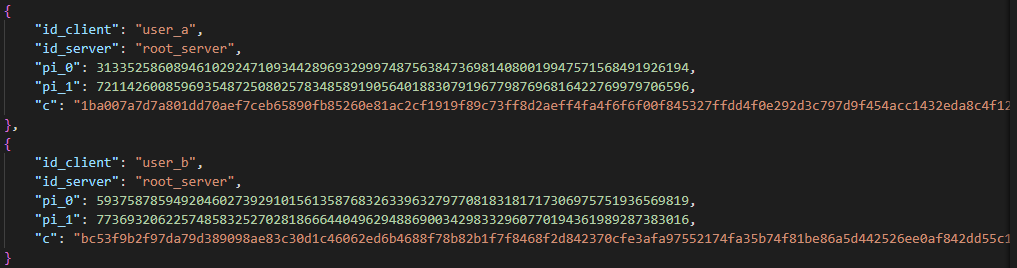 {
"id_client": "user_a",
"id_server": "root_server",
"pi_0": 31335258608946102924710934428969329997487563847369814080019947571568491926194,
"pi_1": 72114260085969354872508025783485891905640188307919677987696816422769979706596,
"c": "1ba007a7d7a801dd70aef7ceb65890fb85260e81ac2cf1919f89c73ff8d2aeff4fa4f6f6f00f845327ffdd4f0e292d3c797d9f454acc1432eda8c4f12
},
{
"id_client": "user_b",
"id_server": "root_server",
"pi_0": 59375878594920460273929101561358768326339632797708183181717306975751936569819,
"pi_1": 77369320622574858325270281866644049629488690034298332960770194361989287383016,
"c": "bc53f9b2f97da79d389098ae83c30d1c46062ed6b4688f78b82b1f7f8468f2d842370cfe3afa97552174fa35b74f81be86a5d442526ee0af842dd55c1
}